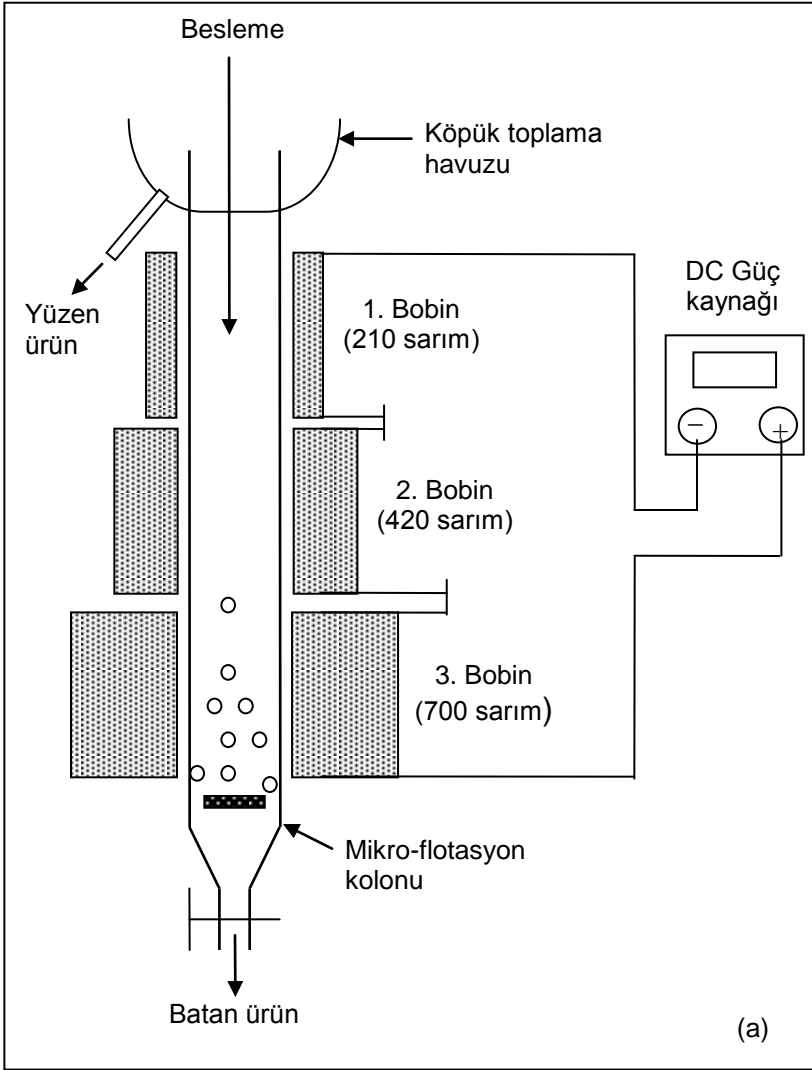 Besleme
Köpük toplama
havuzu
DC Güç
kaynağı
Yüzen
ürün
1. Bobin
(210 sarım)
− +
2. Bobin
(420 sarım)
3. Bobin
(700 sarım)
Mikro-flotasyon
kolonu
Batan ürün
(a)